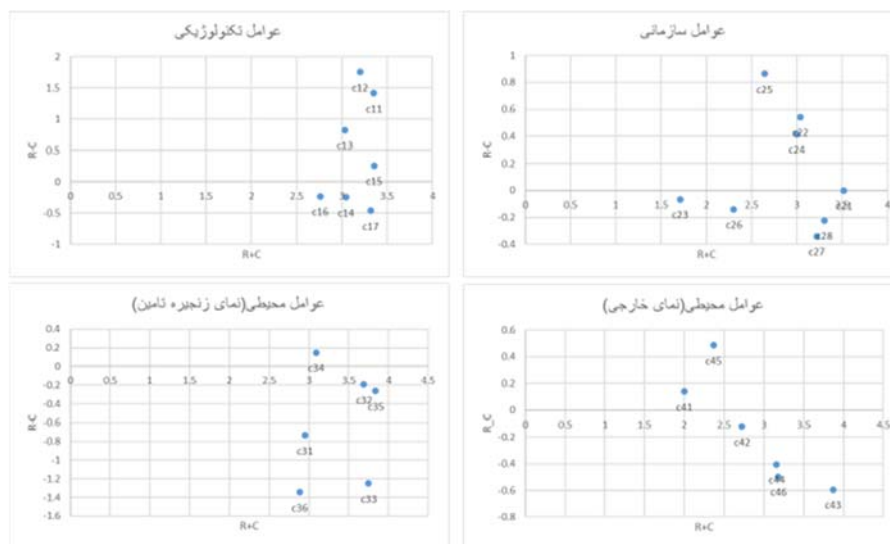 عوامل تکنولوژیکی
2
1.5
1
0.5
0
-0.5
-1
0 0.5 1 1.5 2 2.5 3 3.5 4
R-C
R+C
c12
c11
c13
c15
c16
c14
c17
عوامل سازمانی
1
0.8
0.6
0.4
0.2
0
-0.2
-0.4
0 0.5 1 1.5 2 2.5 3 3.5 4
R-C
R+C
c25
c22
c24
c21
c23
c26
c28
c27
عوامل محیطی(نمای زنجیره تامین)
0.4
0.2
0
-0.2
-0.4
-0.6
-0.8
-1
-1.2
-1.4
-1.6
0 0.5 1 1.5 2 2.5 3 3.5 4 4.5
R-C
R+C
c34
c32
c35
c31
c33
c36
عوامل محیطی(نمای خارجی)
0.6
0.4
0.2
0
-0.2
-0.4
-0.6
-0.8
0 0.5 1 1.5 2 2.5 3 3.5 4 4.5
R_C
R+C
c45
c41
c42
c44
c46
c43